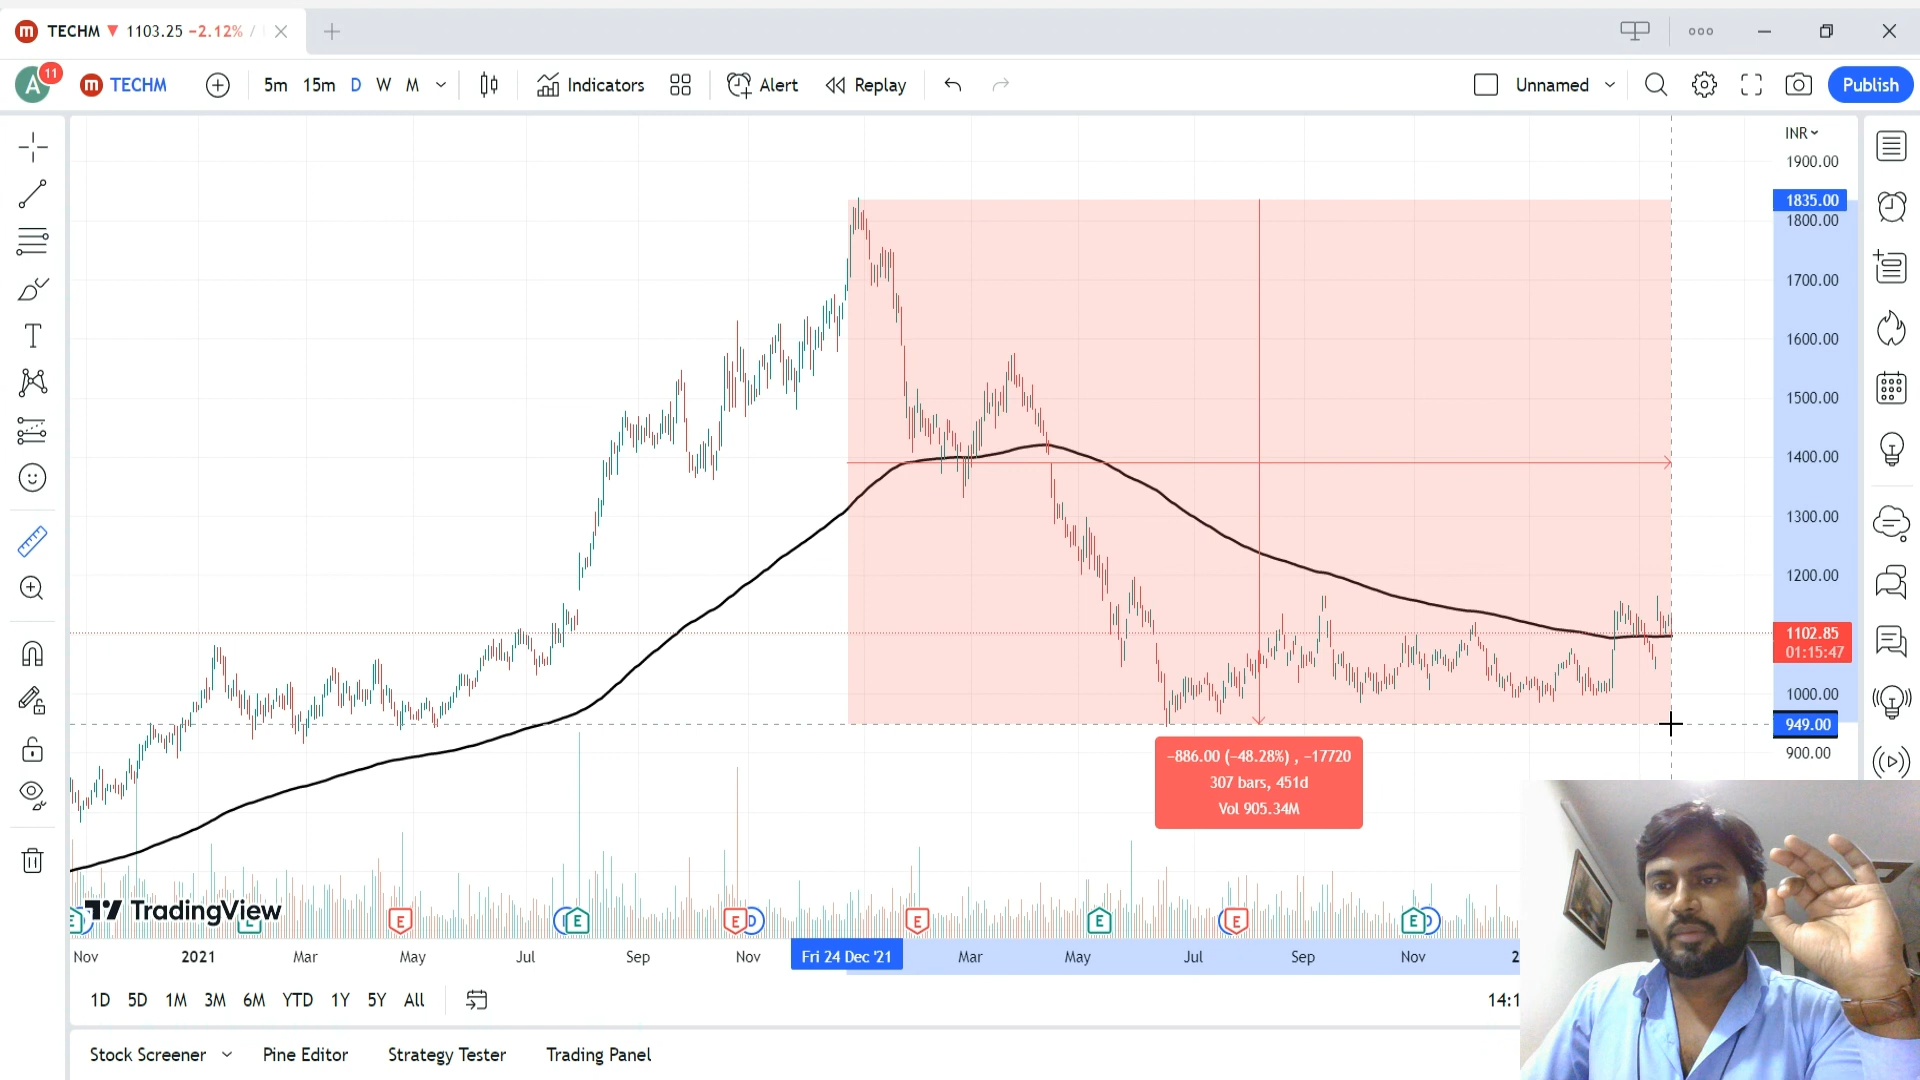 TECHM ▼ 1103.25 −2.12% /
A 11 TECHM 5m 15m D W M Indicators Alert Replay Unnamed Publish
INR
1900.00
1835.00
1800.00
1700.00
1600.00
1500.00
1400.00
1300.00
1200.00
1102.85
01:15:47
1000.00
949.00
900.00
−886.00 (−48.28%) , −17720
307 bars, 451d
Vol 905.34M
TradingView
E E E E E E E E D
Nov 2021 Mar May Jul Sep Nov Fri 24 Dec '21 Mar May Jul Sep Nov 2
1D 5D 1M 3M 6M YTD 1Y 5Y All 14:1
Stock Screener Pine Editor Strategy Tester Trading Panel